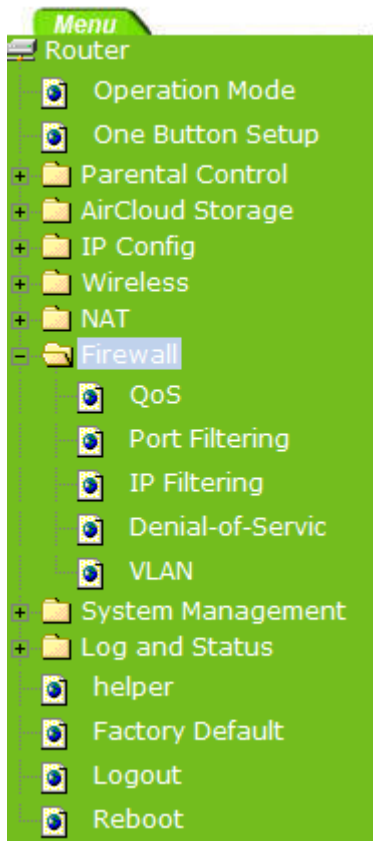 Menu
Router
Operation Mode
One Button Setup
Parental Control
AirCloud Storage
IP Config
Wireless
NAT
Firewall
QoS
Port Filtering
IP Filtering
Denial-of-Servic
VLAN
System Management
Log and Status
helper
Factory Default
Logout
Reboot